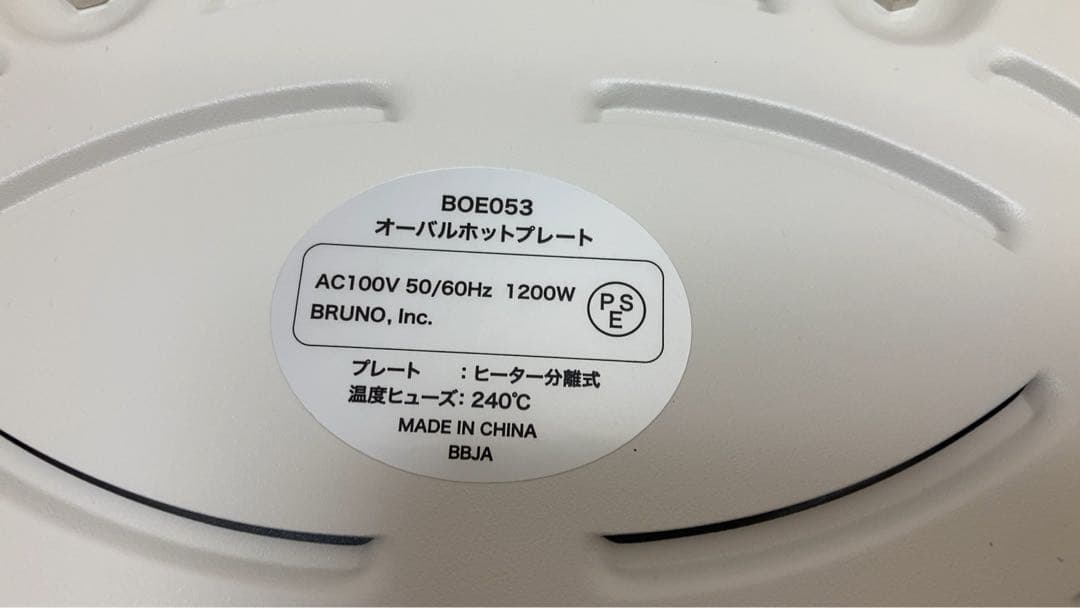 BOE053
オーバルホットプレート
AC100V 50/60Hz 1200W
BRUNO, Inc.
PSE
プレート :ヒーター分離式
温度ヒューズ:240℃
MADE IN CHINA
BBJA